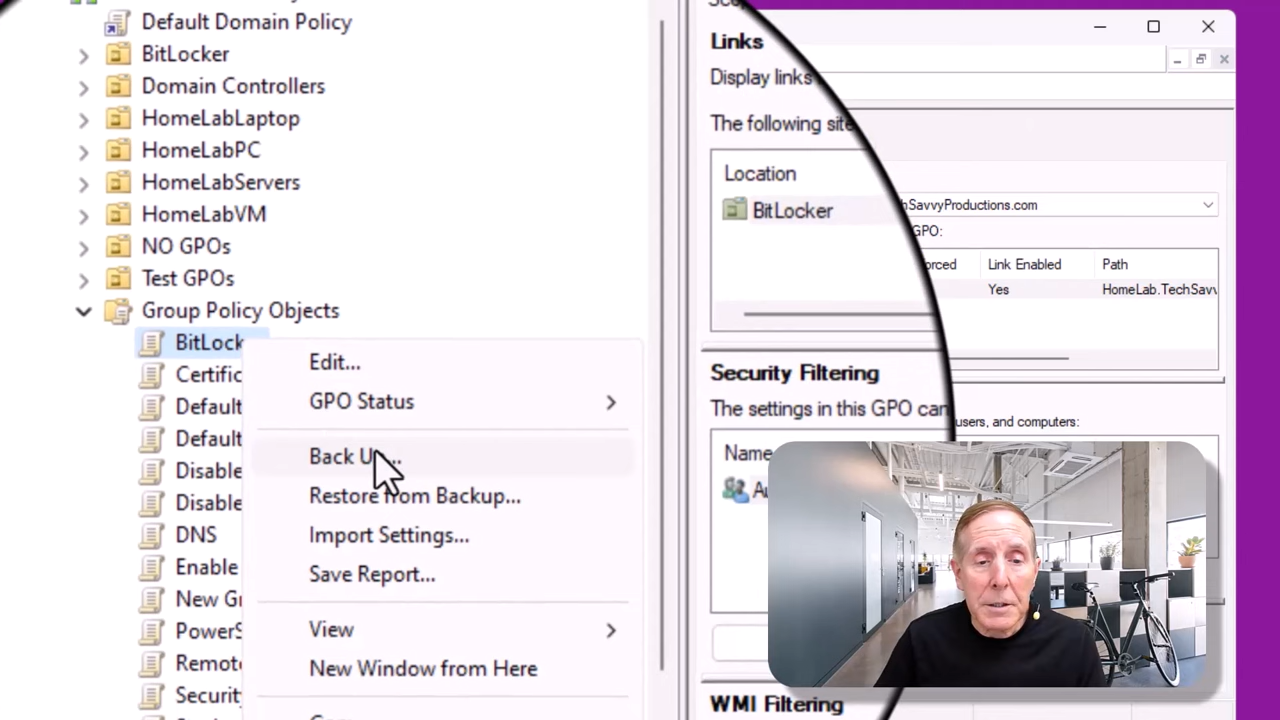 Default Domain Policy
BitLocker
Domain Controllers
HomeLabLaptop
HomeLabPC
HomeLabServers
HomeLabVM
NO GPOs
Test GPOs
Group Policy Objects
BitLock
Certific
Default
Default
Disable
Disable
DNS
Enable
New Gr
PowerS
Remote
Security
Edit...
GPO Status
Back U...
Restore from Backup...
Import Settings...
Save Report...
View
New Window from Here
Links
Display links
The following site
Location
BitLocker
chSavvyProductions.com
GPO:
orced
Link Enabled
Path
Yes
HomeLab.TechSavv
Security Filtering
The settings in this GPO can
users, and computers:
Name
WMI Filtering